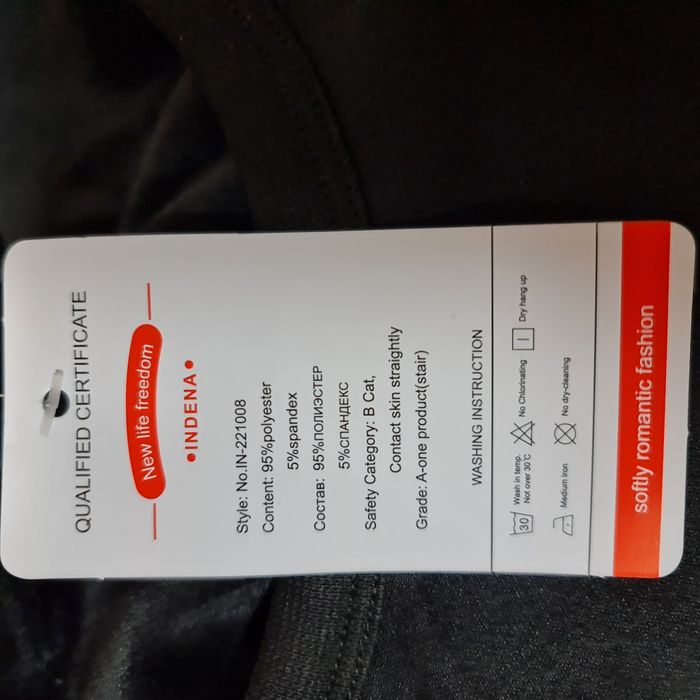 QUALIFIED CERTIFICATE
New life freedom
•INDENA•
Style: No.IN-221008
Content: 95%polyester
5%spandex
Состав: 95%ПОЛИЭСТЕР
5%СПАНДЕКС
Safety Category: B Cat,
Contact skin straightly
Grade: A-one product(stair)
WASHING INSTRUCTION
30 Wash in temp. Not over 30℃
No Chlorinating
Dry hang up
Medium Iron
No dry-cleaning
softly romantic fashion